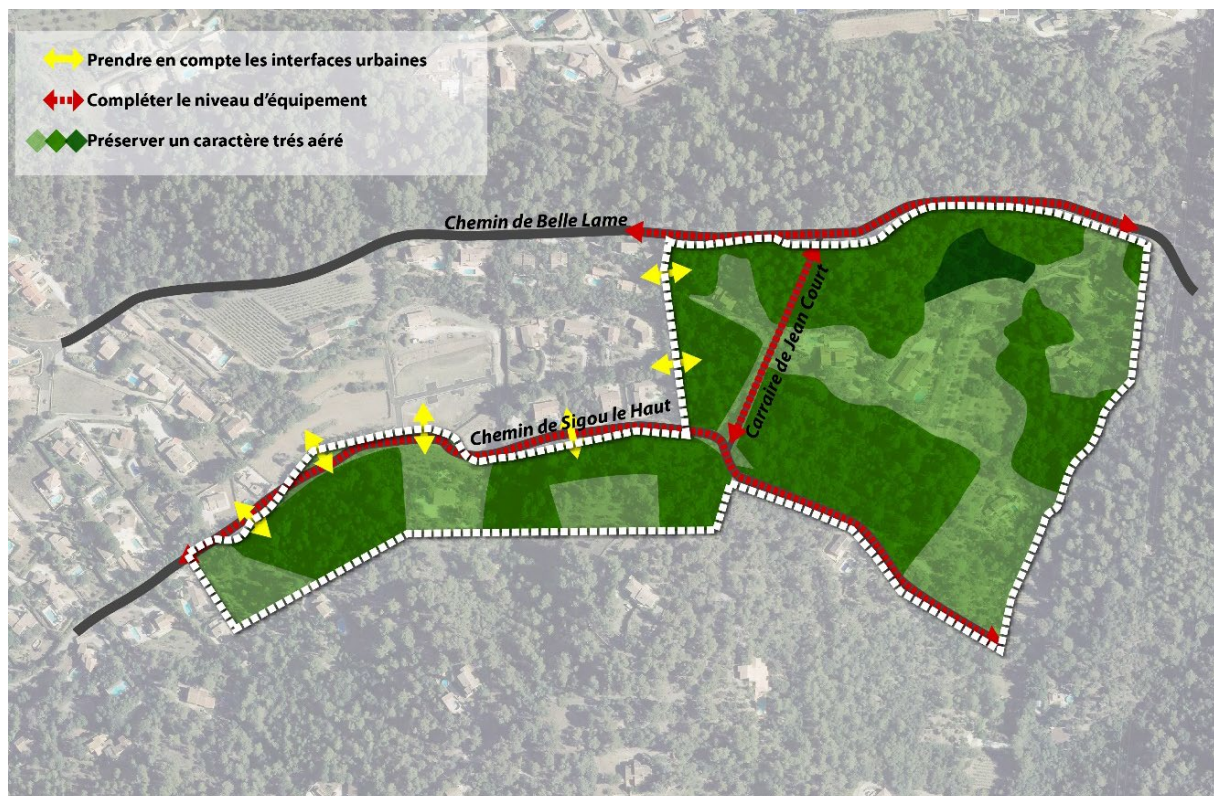 Prendre en compte les interfaces urbaines
Compléter le niveau d'équipement
Préserver un caractère trés aéré
Chemin de Belle Lame
Carraire de Jean Court
Chemin de Sigou le Haut